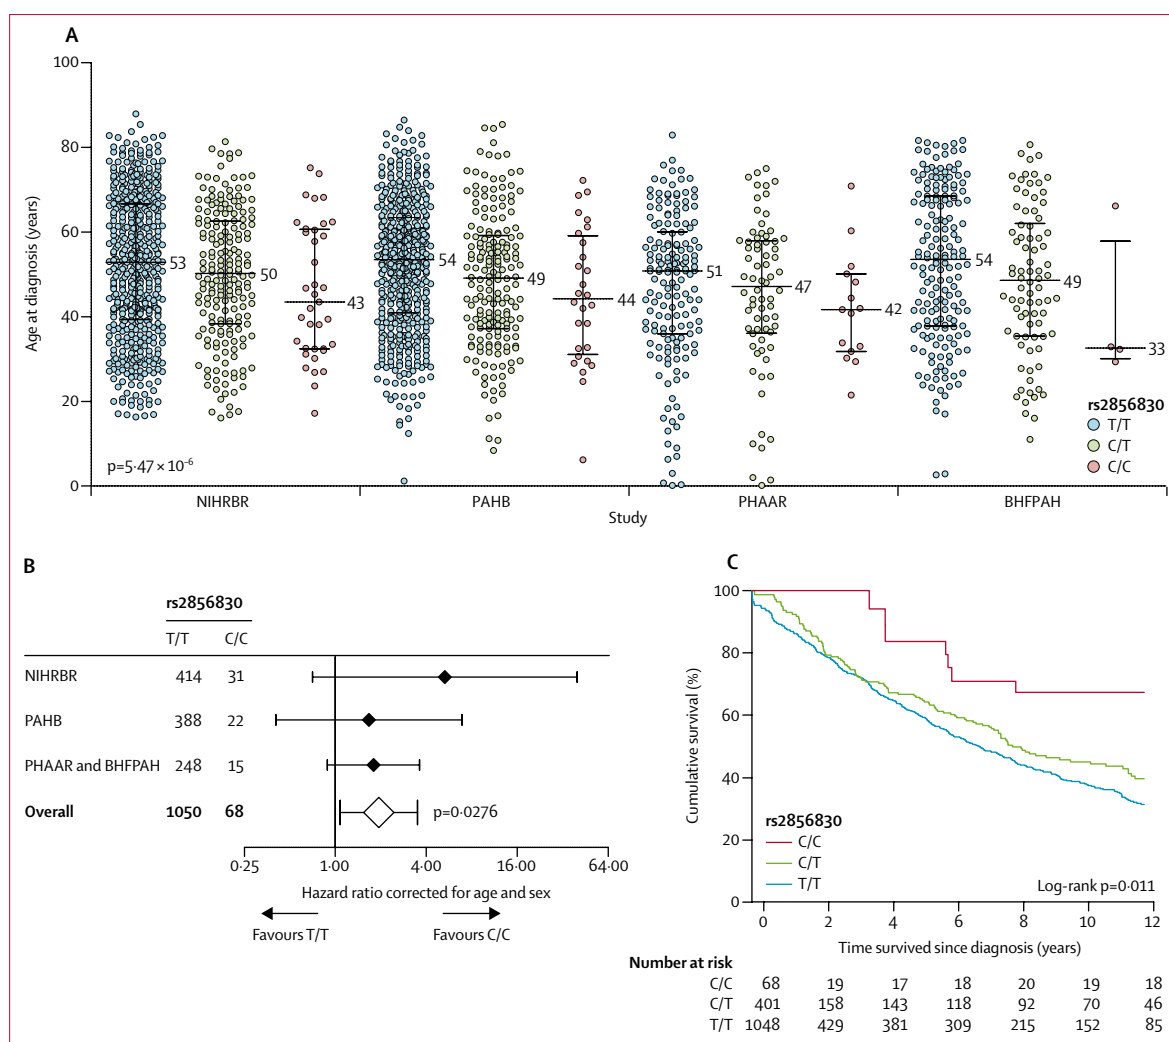 A
100
80
60
40
20
0
Age at diagnosis (years)
53
50
43
54
49
44
51
47
42
54
49
33
rs2856830
T/T
C/T
C/C
p=5·47 × 10⁻⁶
NIHRBR
PAHB
PHAAR
BHFPAH
Study
B
rs2856830
T/T C/C
NIHRBR 414 31
PAHB 388 22
PHAAR and BHFPAH 248 15
Overall 1050 68
p=0·0276
0·25 1·00 4·00 16·00 64·00
Hazard ratio corrected for age and sex
Favours T/T Favours C/C
C
100
80
60
40
20
0
Cumulative survival (%)
rs2856830
C/C
C/T
T/T
Log-rank p=0·011
0 2 4 6 8 10 12
Time survived since diagnosis (years)
Number at risk
C/C 68 19 17 18 20 19 18
C/T 401 158 143 118 92 70 46
T/T 1048 429 381 309 215 152 85